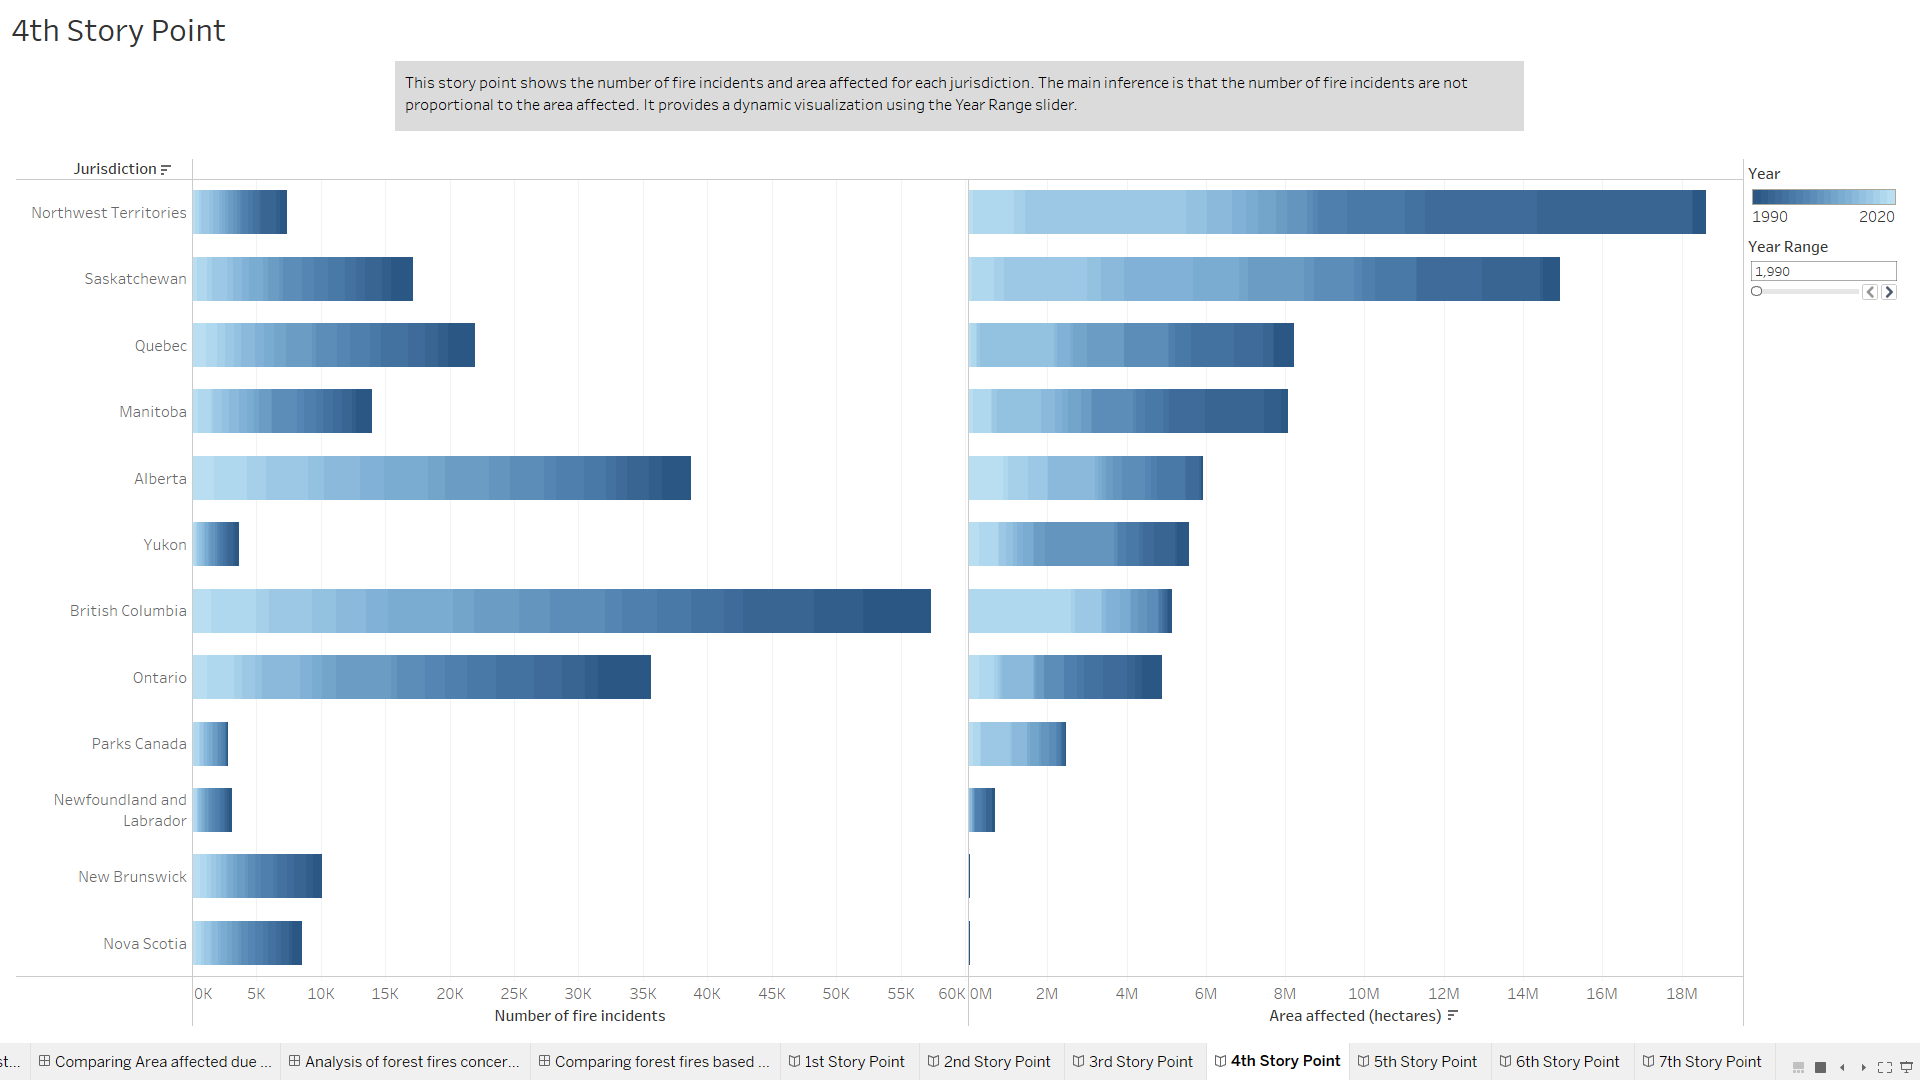 4th Story Point
This story point shows the number of fire incidents and area affected for each jurisdiction. The main inference is that the number of fire incidents are not
proportional to the area affected. It provides a dynamic visualization using the Year Range slider.
Jurisdiction
Northwest Territories
Saskatchewan
Quebec
Manitoba
Alberta
Yukon
British Columbia
Ontario
Parks Canada
Newfoundland and
Labrador
New Brunswick
Nova Scotia
0K 5K 10K 15K 20K 25K 30K 35K 40K 45K 50K 55K 60K
Number of fire incidents
0M 2M 4M 6M 8M 10M 12M 14M 16M 18M
Area affected (hectares)
Year
1990 2020
Year Range
1,990
st... Comparing Area affected due ... Analysis of forest fires concer... Comparing forest fires based ... 1st Story Point 2nd Story Point 3rd Story Point 4th Story Point 5th Story Point 6th Story Point 7th Story Point